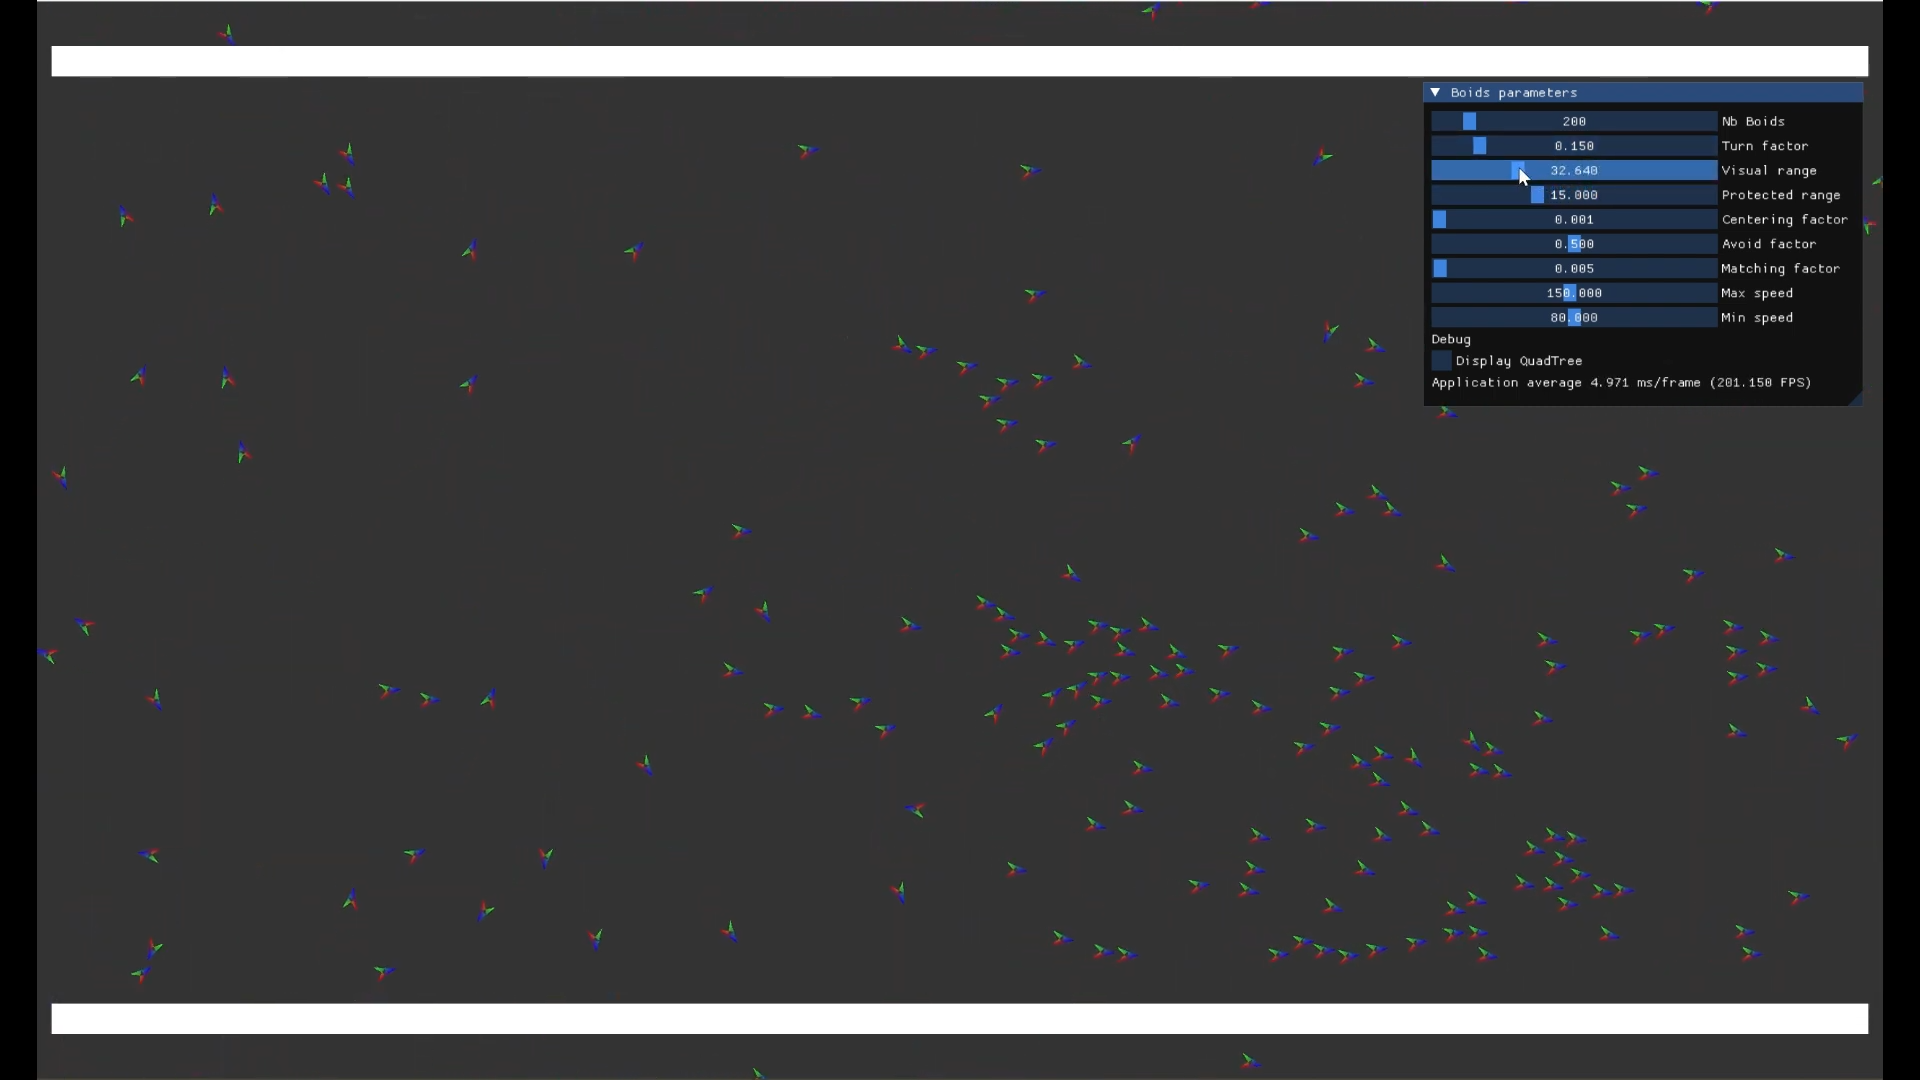 Boids parameters
200 Nb Boids
0.150 Turn factor
32.640 Visual range
15.000 Protected range
0.001 Centering factor
0.500 Avoid factor
0.005 Matching factor
150.000 Max speed
80.000 Min speed
Debug
Display QuadTree
Application average 4.971 ms/frame (201.150 FPS)